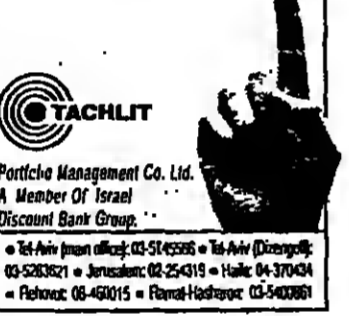 TACHLIT
Portfolio Management Co. Ltd.
A Member Of Israel
Discount Bank Group.
• Tel-Aviv (main office): 03-5145566 • Tel-Aviv (Dizengoff):
03-5283621 • Jerusalem: 02-254319 • Haifa: 04-370434
• Rehovot: 08-460015 • Ramat-Hasharon: 03-5400861